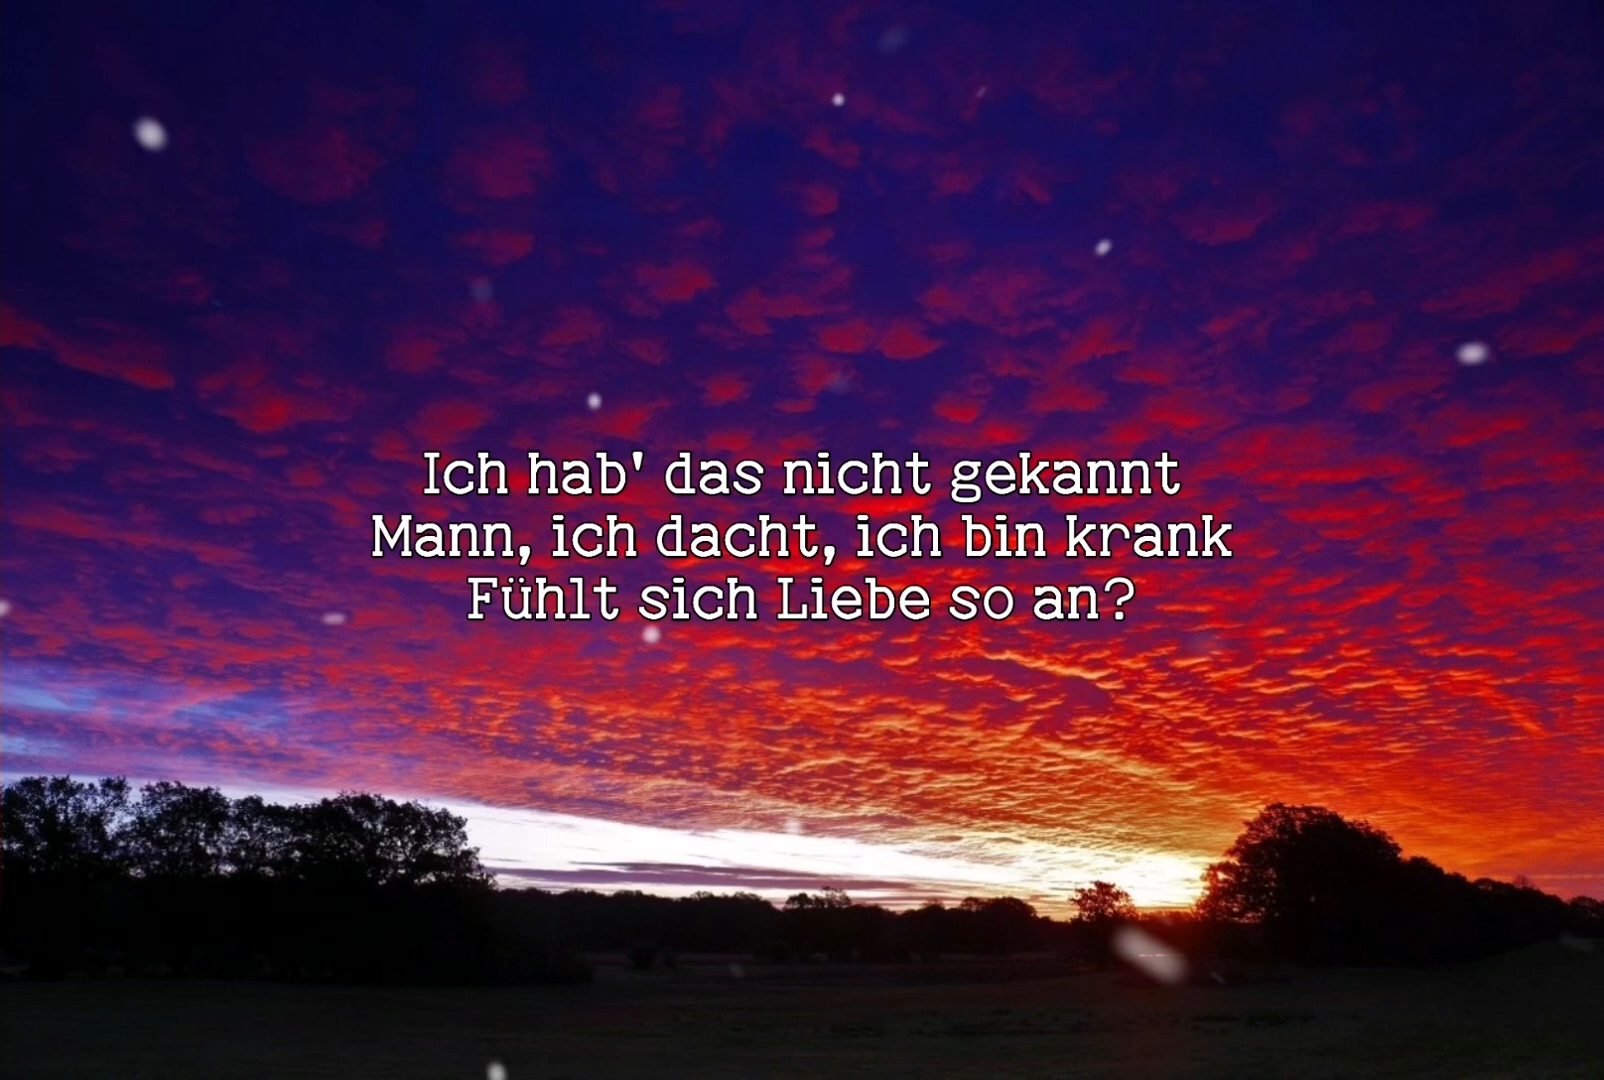 Ich hab' das nicht gekannt
Mann, ich dacht, ich bin krank
Fühlt sich Liebe so an?